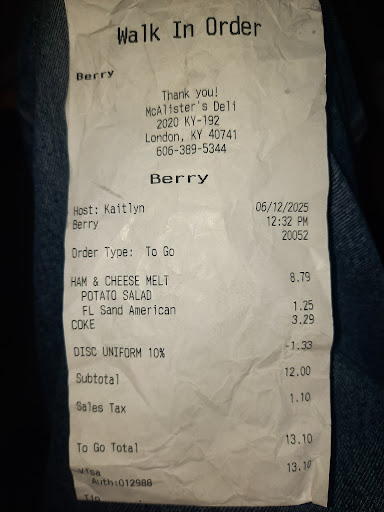 Walk In Order
Berry
Thank you!
McAlister's Deli
2020 KY-192
London, KY 40741
606-389-5344
Berry
Host: Kaitlyn 06/12/2025
Berry 12:32 PM
20052
Order Type: To Go
HAM & CHEESE MELT 8.79
POTATO SALAD
FL Sand American 1.25
COKE 3.29
DISC UNIFORM 10% -1.33
Subtotal 12.00
Sales Tax 1.10
To Go Total 13.10
Visa 13.10
Auth:012988
Tip